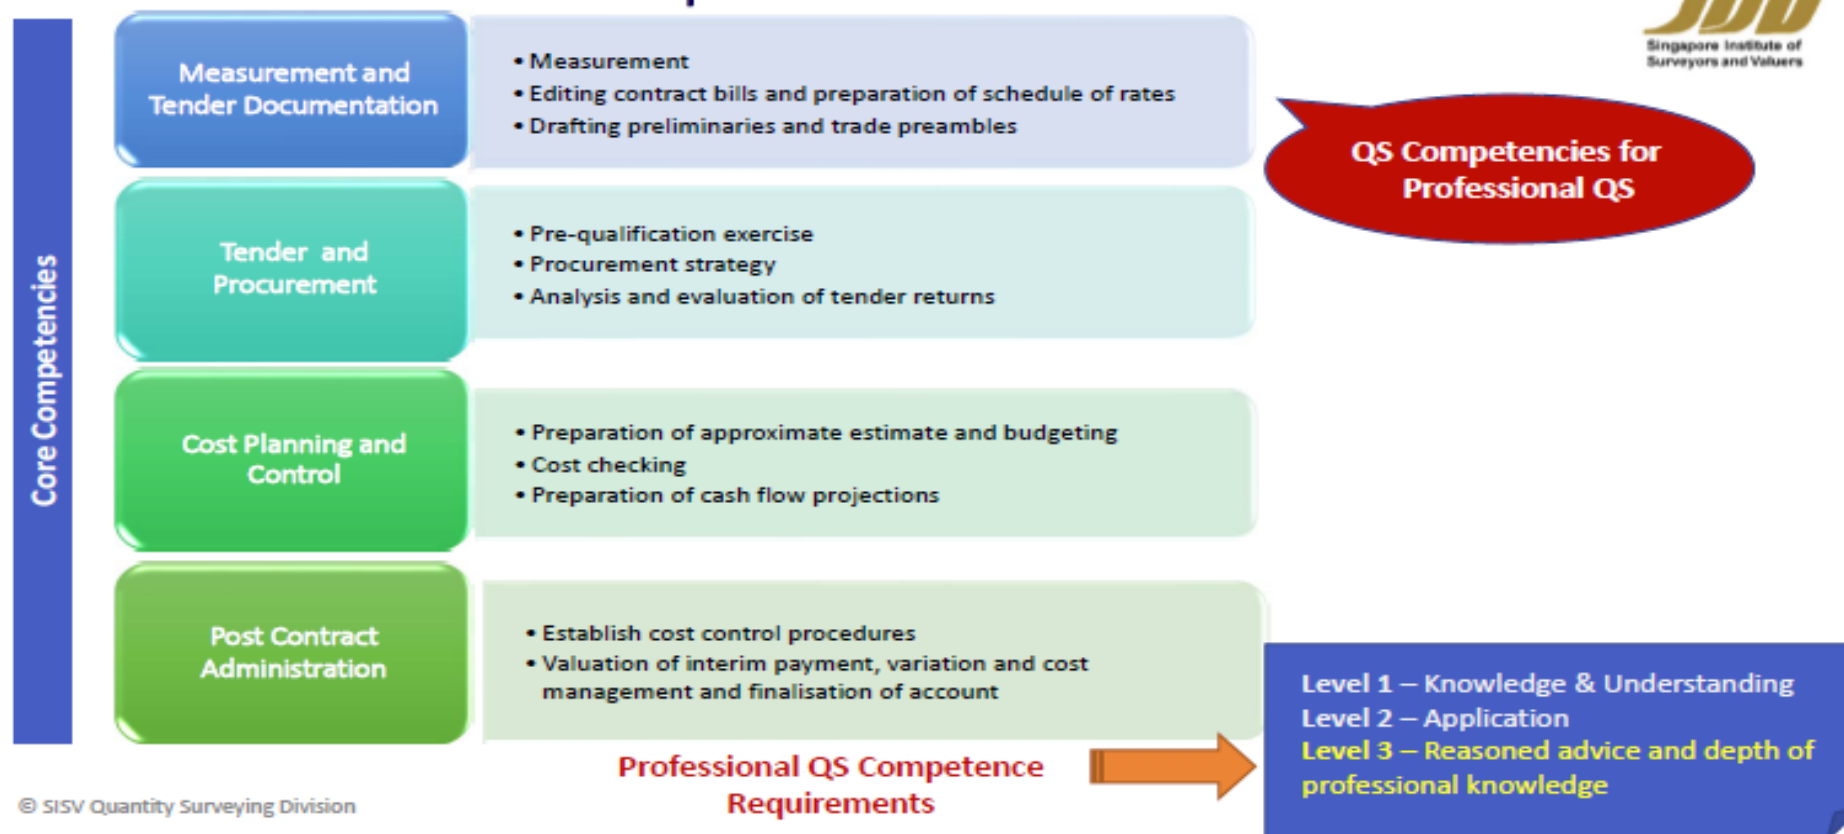 Singapore Institute of
Surveyors and Valuers
Core Competencies
Measurement and
Tender Documentation
• Measurement
• Editing contract bills and preparation of schedule of rates
• Drafting preliminaries and trade preambles
QS Competencies for
Professional QS
Tender and
Procurement
• Pre-qualification exercise
• Procurement strategy
• Analysis and evaluation of tender returns
Cost Planning and
Control
• Preparation of approximate estimate and budgeting
• Cost checking
• Preparation of cash flow projections
Post Contract
Administration
• Establish cost control procedures
• Valuation of interim payment, variation and cost
management and finalisation of account
Level 1 – Knowledge & Understanding
Level 2 – Application
Level 3 – Reasoned advice and depth of
professional knowledge
Professional QS Competence
Requirements
© SISV Quantity Surveying Division